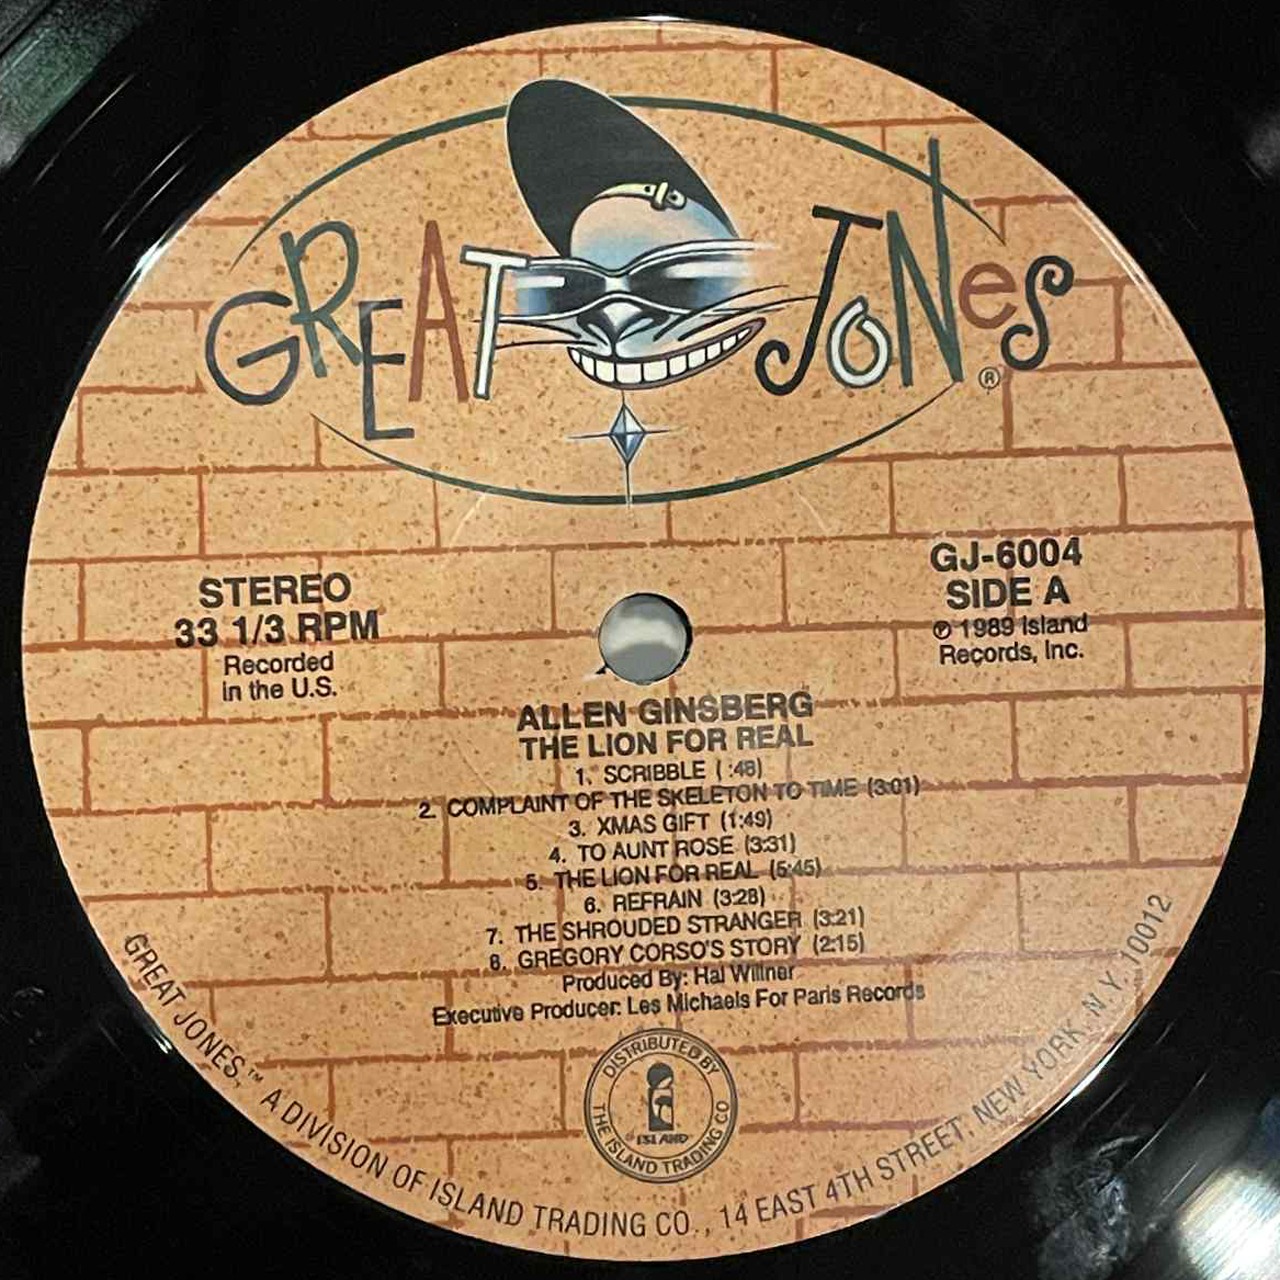 GREAT JONES ®
STEREO
33 1/3 RPM
Recorded
in the U.S.
GJ-6004
SIDE A
℗ 1989 Island
Records, Inc.
ALLEN GINSBERG
THE LION FOR REAL
1. SCRIBBLE ( :48)
2. COMPLAINT OF THE SKELETON TO TIME (3:01)
3. XMAS GIFT (1:49)
4. TO AUNT ROSE (3:31)
5. THE LION FOR REAL (5:45)
6. REFRAIN (3:28)
7. THE SHROUDED STRANGER (3:21)
8. GREGORY CORSO'S STORY (2:15)
Produced By: Hal Willner
Executive Producer: Les Michaels For Paris Records
DISTRIBUTED BY
THE ISLAND TRADING CO
ISLAND
GREAT JONES,™ A DIVISION OF ISLAND TRADING CO., 14 EAST 4TH STREET, NEW YORK, N.Y. 10012